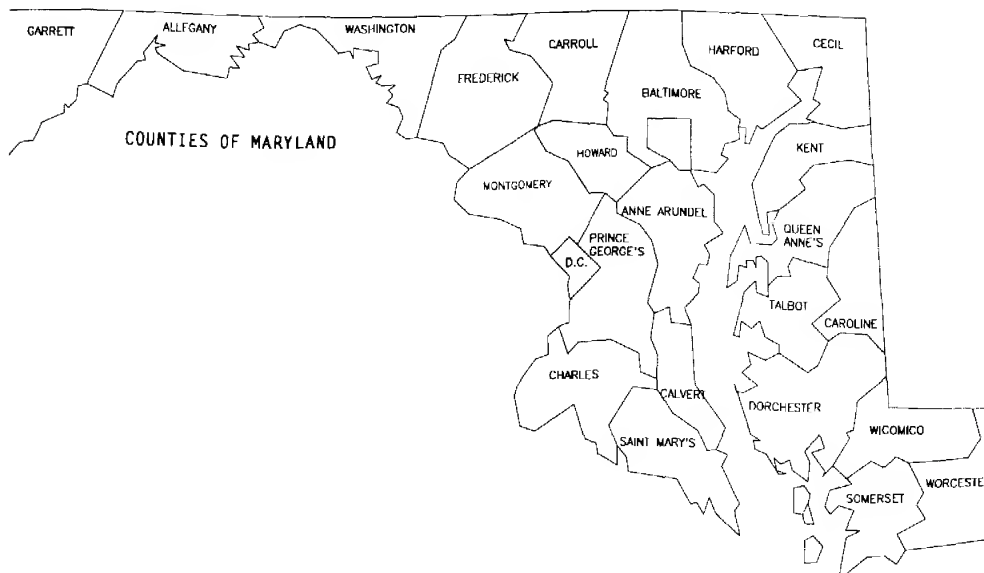 GARRETT
ALLEGANY
WASHINGTON
FREDERICK
CARROLL
BALTIMORE
HARFORD
CECIL
COUNTIES OF MARYLAND
HOWARD
KENT
MONTGOMERY
ANNE ARUNDEL
PRINCE
GEORGE'S
D.C.
QUEEN
ANNE'S
TALBOT
CAROLINE
CHARLES
CALVERT
SAINT MARY'S
DORCHESTER
WICOMICO
SOMERSET
WORCESTE